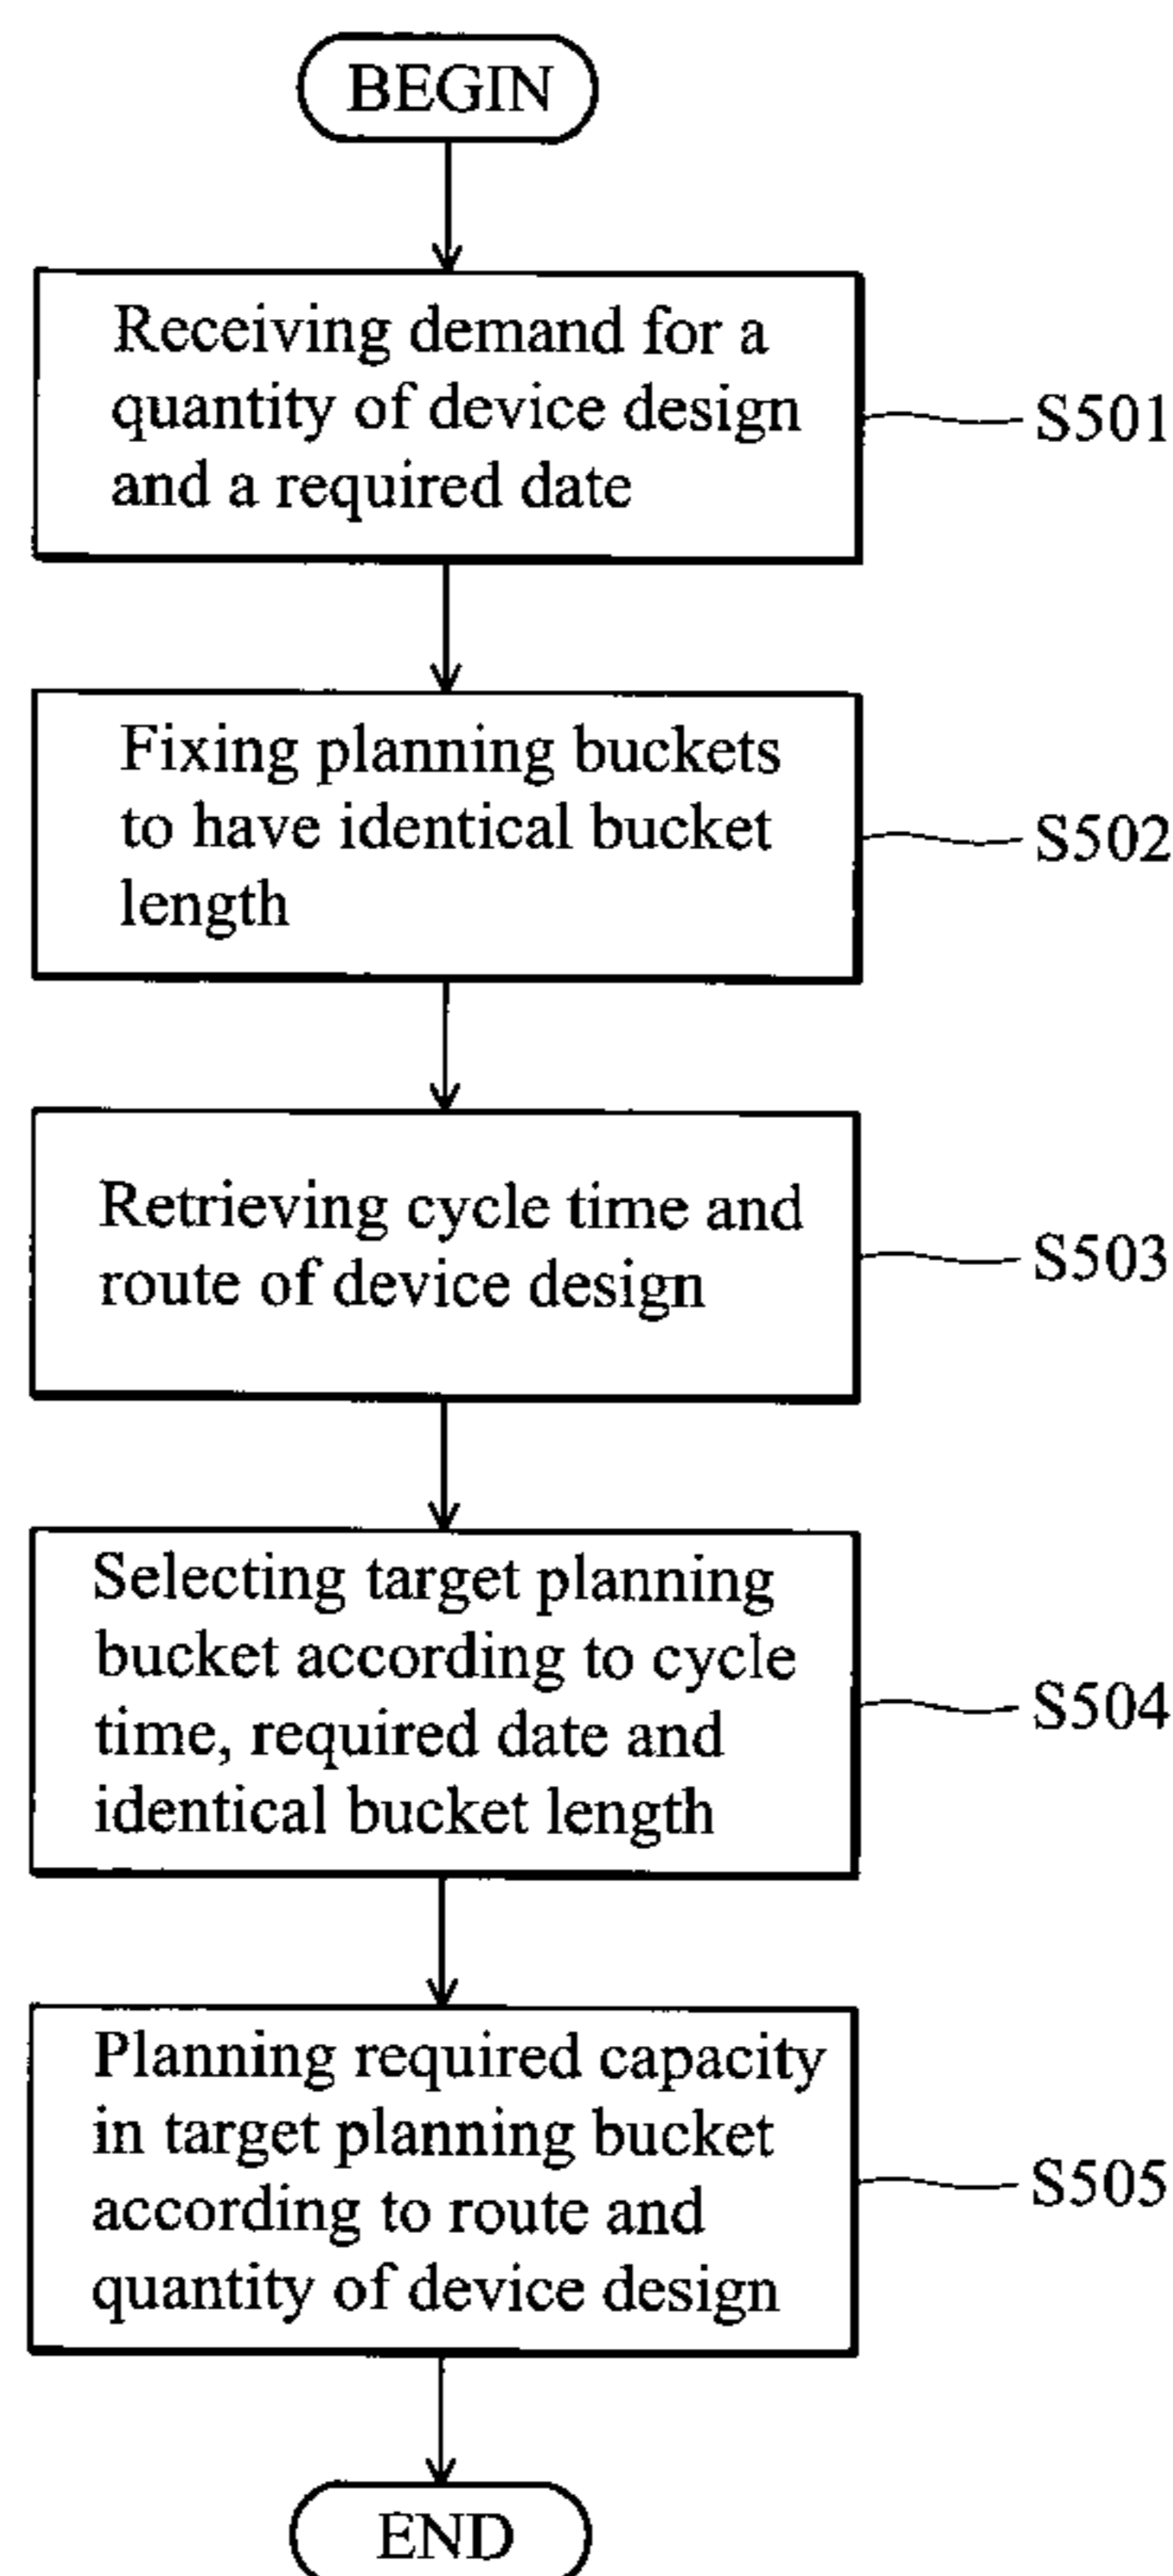 BEGIN
Receiving demand for a
quantity of device design
and a required date
S501
Fixing planning buckets
to have identical bucket
length
S502
Retrieving cycle time and
route of device design
S503
Selecting target planning
bucket according to cycle
time, required date and
identical bucket length
S504
Planning required capacity
in target planning bucket
according to route and
quantity of device design
S505
END